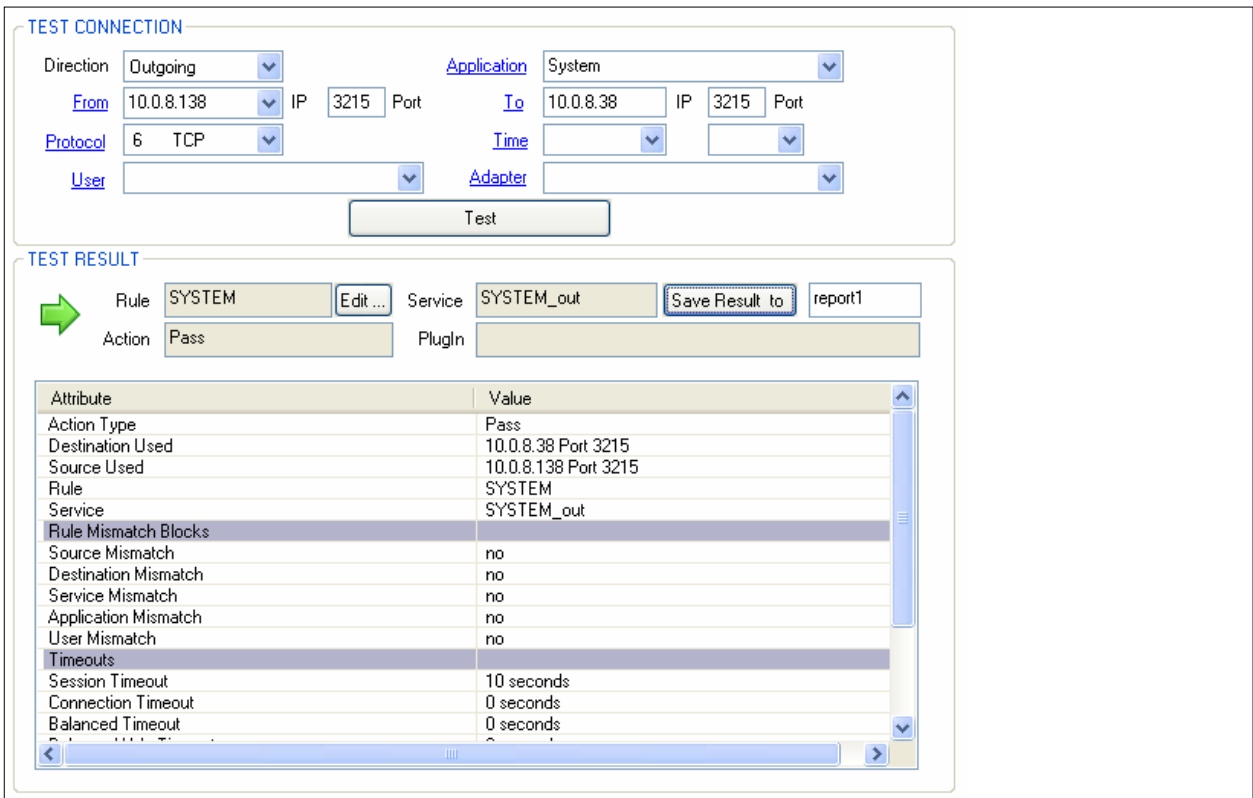 TEST CONNECTION
Direction Outgoing Application System
From 10.0.8.138 IP 3215 Port To 10.0.8.38 IP 3215 Port
Protocol 6 TCP Time
User Adapter
Test
TEST RESULT
Rule SYSTEM Edit ... Service SYSTEM_out Save Result to report1
Action Pass PlugIn
Attribute Value
Action Type Pass
Destination Used 10.0.8.38 Port 3215
Source Used 10.0.8.138 Port 3215
Rule SYSTEM
Service SYSTEM_out
Rule Mismatch Blocks
Source Mismatch no
Destination Mismatch no
Service Mismatch no
Application Mismatch no
User Mismatch no
Timeouts
Session Timeout 10 seconds
Connection Timeout 0 seconds
Balanced Timeout 0 seconds